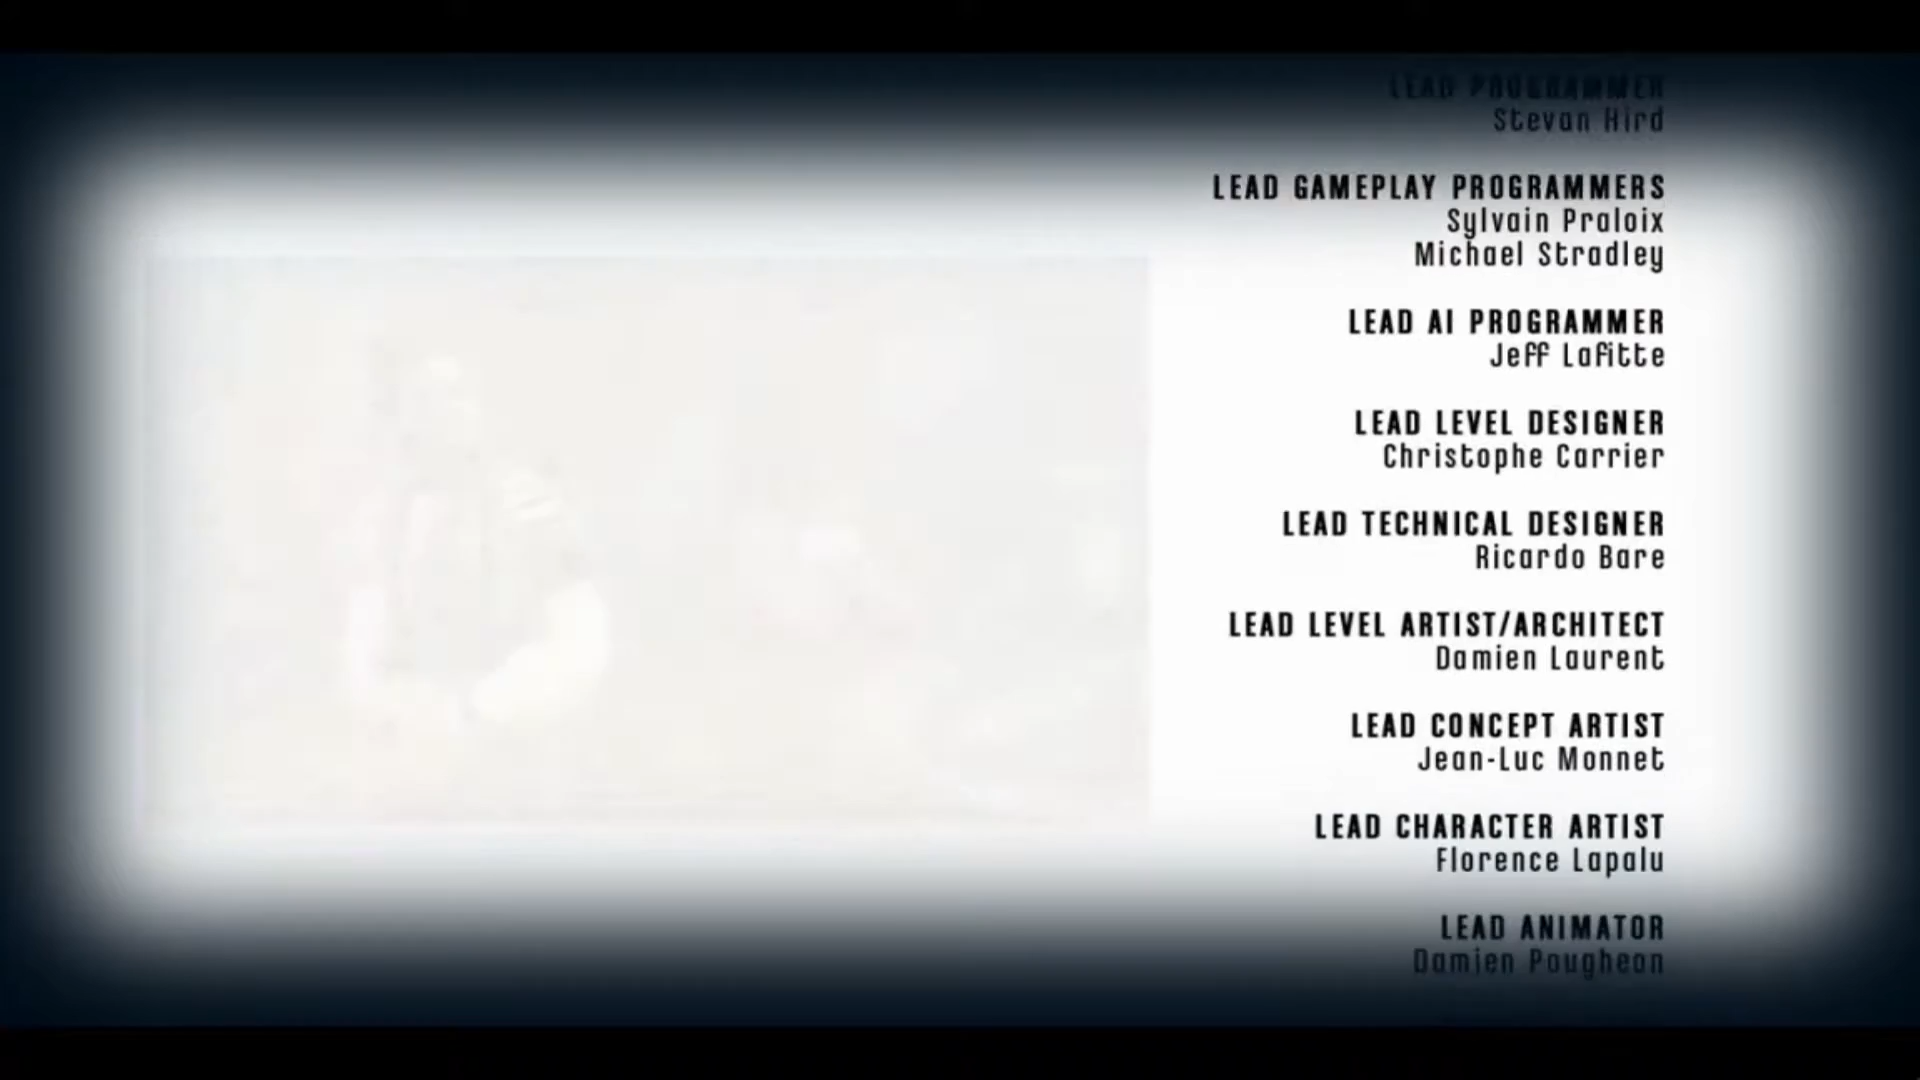 LEAD PROGRAMMER
Stevan Hird
LEAD GAMEPLAY PROGRAMMERS
Sylvain Praloix
Michael Stradley
LEAD AI PROGRAMMER
Jeff Lafitte
LEAD LEVEL DESIGNER
Christophe Carrier
LEAD TECHNICAL DESIGNER
Ricardo Bare
LEAD LEVEL ARTIST/ARCHITECT
Damien Laurent
LEAD CONCEPT ARTIST
Jean-Luc Monnet
LEAD CHARACTER ARTIST
Florence Lapalu
LEAD ANIMATOR
Damien Pougheon